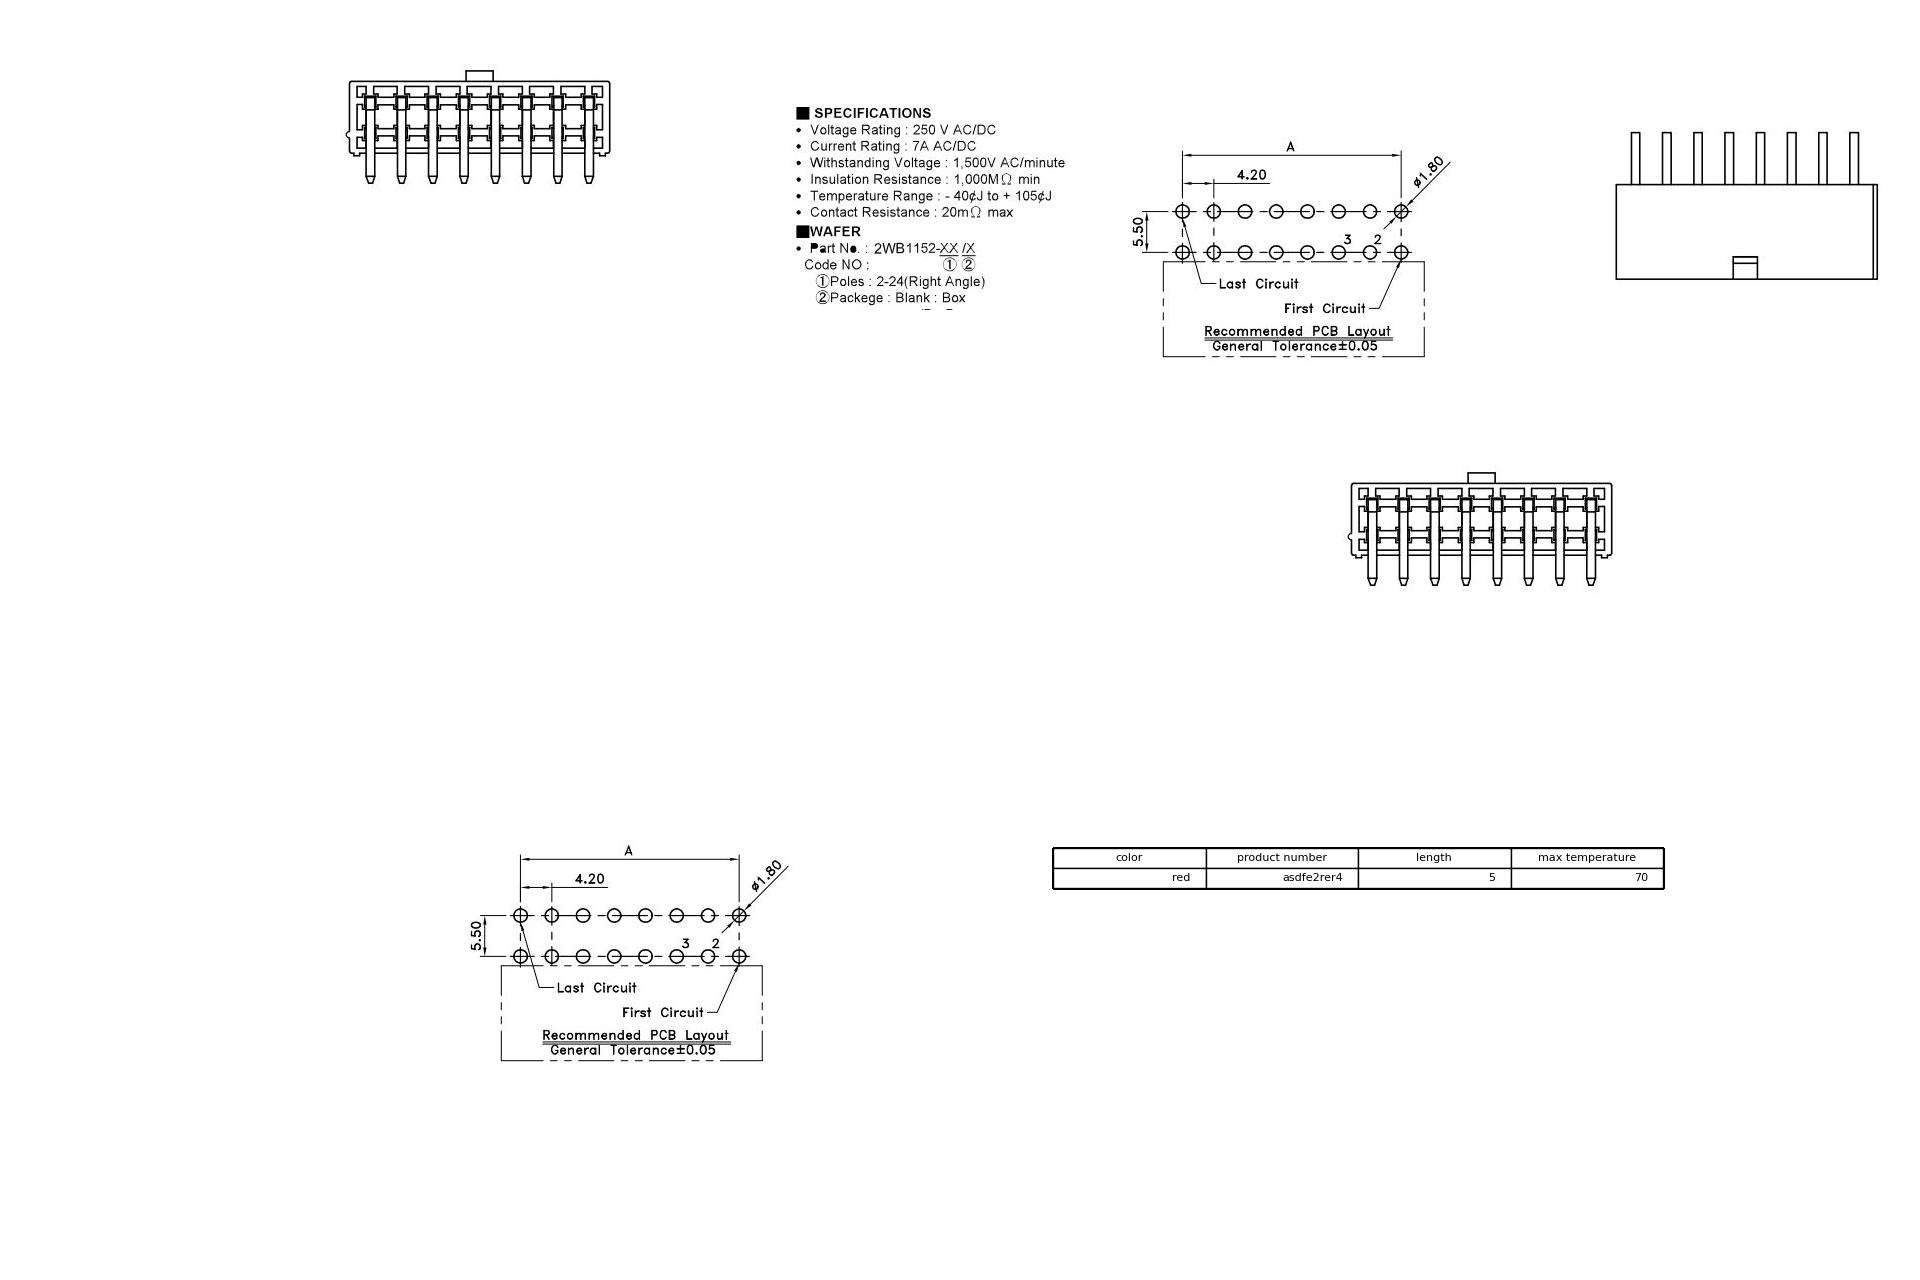 ■ SPECIFICATIONS
• Voltage Rating : 250 V AC/DC
• Current Rating : 7A AC/DC
• Withstanding Voltage : 1,500V AC/minute
• Insulation Resistance : 1,000MΩ min
• Temperature Range : - 40¢J to + 105¢J
• Contact Resistance : 20mΩ max
■WAFER
• Part No. : 2WB1152-XX /X
Code NO : ① ②
①Poles : 2-24(Right Angle)
②Packege : Blank : Box
A
4.20
ø1.80
5.50
3 2
Last Circuit
First Circuit
Recommended PCB Layout
General Tolerance±0.05
A
4.20
ø1.80
5.50
3 2
Last Circuit
First Circuit
Recommended PCB Layout
General Tolerance±0.05
color product number length max temperature
red asdfe2rer4 5 70